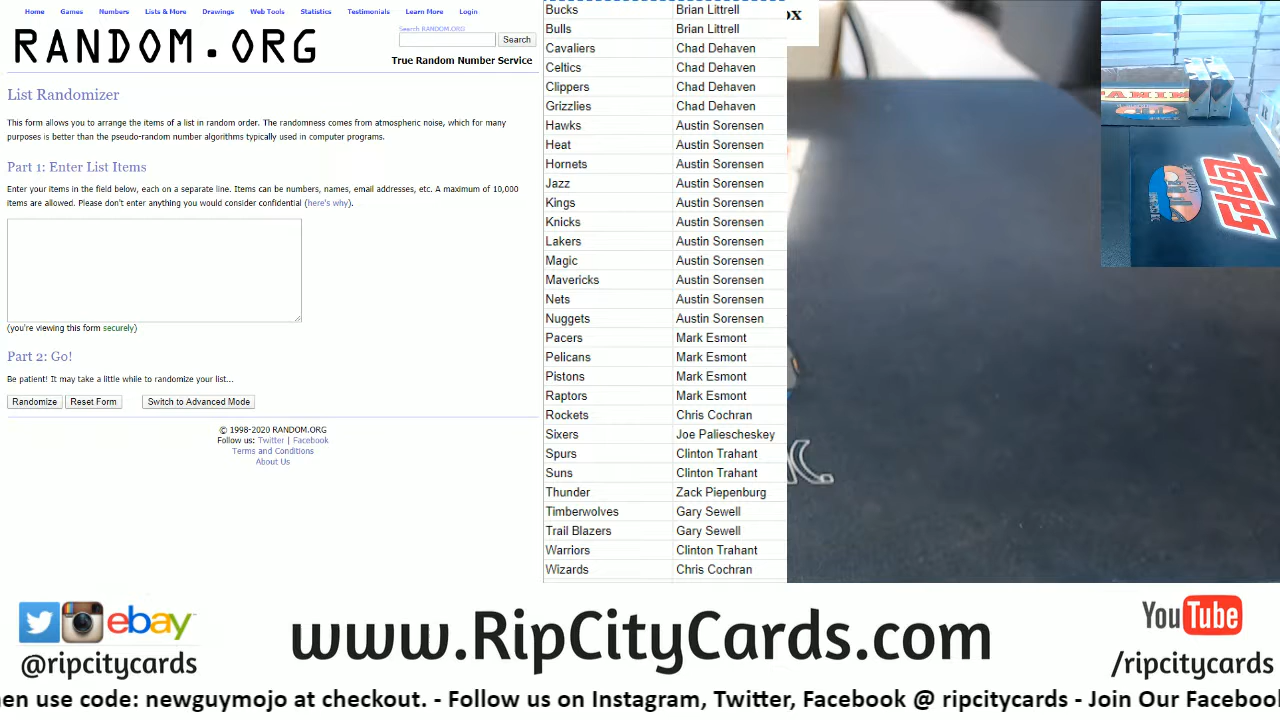 Home Games Numbers Lists & More Drawings Web Tools Statistics Testimonials Learn More Login
RANDOM.ORG
Search RANDOM.ORG
Search
True Random Number Service
List Randomizer
This form allows you to arrange the items of a list in random order. The randomness comes from atmospheric noise, which for many
purposes is better than the pseudo-random number algorithms typically used in computer programs.
Part 1: Enter List Items
Enter your items in the field below, each on a separate line. Items can be numbers, names, email addresses, etc. A maximum of 10,000
items are allowed. Please don't enter anything you would consider confidential (here's why).
(you're viewing this form securely)
Part 2: Go!
Be patient! It may take a little while to randomize your list...
Randomize Reset Form Switch to Advanced Mode
© 1998-2020 RANDOM.ORG
Follow us: Twitter | Facebook
Terms and Conditions
About Us
Bucks Brian Littrell
Bulls Brian Littrell
Cavaliers Chad Dehaven
Celtics Chad Dehaven
Clippers Chad Dehaven
Grizzlies Chad Dehaven
Hawks Austin Sorensen
Heat Austin Sorensen
Hornets Austin Sorensen
Jazz Austin Sorensen
Kings Austin Sorensen
Knicks Austin Sorensen
Lakers Austin Sorensen
Magic Austin Sorensen
Mavericks Austin Sorensen
Nets Austin Sorensen
Nuggets Austin Sorensen
Pacers Mark Esmont
Pelicans Mark Esmont
Pistons Mark Esmont
Raptors Mark Esmont
Rockets Chris Cochran
Sixers Joe Paliescheskey
Spurs Clinton Trahant
Suns Clinton Trahant
Thunder Zack Piepenburg
Timberwolves Gary Sewell
Trail Blazers Gary Sewell
Warriors Clinton Trahant
Wizards Chris Cochran
ox
topps
ebay
@ripcitycards
www.RipCityCards.com
YouTube
/ripcitycards
en use code: newguymojo at checkout. - Follow us on Instagram, Twitter, Facebook @ ripcitycards - Join Our Facebook